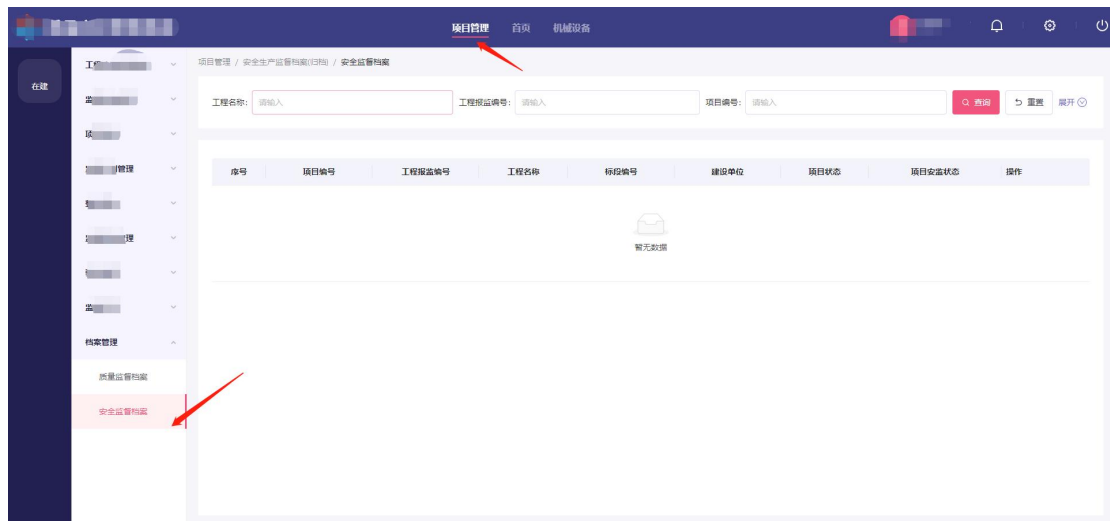 项目管理 首页 机械设备
在建
项目管理 / 安全生产监督档案(归档) / 安全监督档案
工程名称: 请输入 工程报监编号: 请输入 项目编号: 请输入 查询 重置 展开
管理
理
档案管理
质量监督档案
安全监督档案
序号 项目编号 工程报监编号 工程名称 标段编号 建设单位 项目状态 项目安监状态 操作
暂无数据